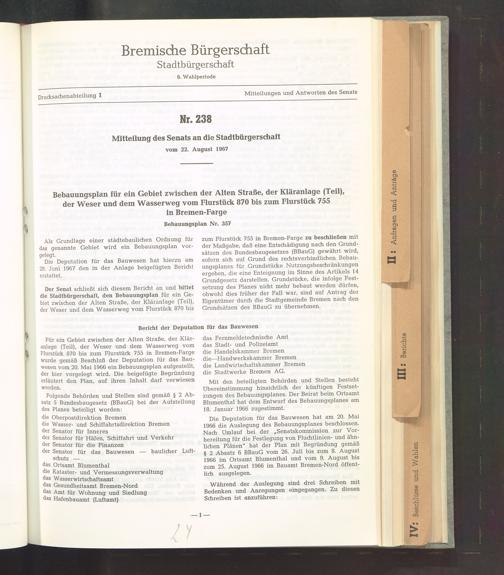 Bremische Bürgerschaft
Stadtbürgerschaft
6. Wahlperiode
Drucksachenabteilung I
Mitteilungen und Antworten des Senats
Nr. 238
Mitteilung des Senats an die Stadtbürgerschaft
vom 22. August 1967
Bebauungsplan für ein Gebiet zwischen der Alten Straße, der Kläranlage (Teil),
der Weser und dem Wasserweg vom Flurstück 870 bis zum Flurstück 755
in Bremen-Farge
Bebauungsplan Nr. 357
Als Grundlage einer städtebaulichen Ordnung für
das genannte Gebiet wird ein Bebauungsplan vor-
gelegt.
Die Deputation für das Bauwesen hat hierzu am
28. Juni 1967 den in der Anlage beigefügten Bericht
erstattet.
Der Senat schließt sich diesem Bericht an und bittet
die Stadtbürgerschaft, den Bebauungsplan für ein Ge-
biet zwischen der Alten Straße, der Kläranlage (Teil),
der Weser und dem Wasserweg vom Flurstück 870 bis
zum Flurstück 755 in Bremen-Farge zu beschließen mit
der Maßgabe, daß eine Entschädigung nach den Grund-
sätzen des Bundesbaugesetzes (BBauG) gewährt wird,
sofern sich auf Grund des rechtsverbindlichen Bebau-
ungsplanes für Grundstücke Nutzungsbeschränkungen
ergeben, die eine Enteignung im Sinne des Artikels 14
Grundgesetz darstellen. Grundstücke, die infolge Fest-
setzung des Planes nicht mehr bebaut werden dürfen,
obwohl dies früher der Fall war, sind auf Antrag der
Eigentümer durch die Stadtgemeinde Bremen nach den
Grundsätzen des BBauG zu übernehmen.
Bericht der Deputation für das Bauwesen
Für ein Gebiet zwischen der Alten Straße, der Klär-
anlage (Teil), der Weser und dem Wasserweg vom
Flurstück 870 bis zum Flurstück 755 in Bremen-Farge
wurde gemäß Beschluß der Deputation für das Bau-
wesen vom 20. Mai 1966 ein Bebauungsplan aufgestellt,
der hier vorgelegt wird. Die beigefügte Begründung
erläutert den Plan, auf ihren Inhalt darf verwiesen
werden.
Folgende Behörden und Stellen sind gemäß § 2 Ab-
satz 5 Bundesbaugesetz (BBauG) bei der Aufstellung
des Planes beteiligt worden:
die Oberpostdirektion Bremen
die Wasser- und Schiffahrtsdirektion Bremen
der Senator für Inneres
der Senator für Häfen, Schiffahrt und Verkehr
der Senator für die Finanzen
der Senator für das Bauwesen — baulicher Luft-
schutz —
das Ortsamt Blumenthal
die Kataster- und Vermessungsverwaltung
das Wasserwirtschaftsamt
das Gesundheitsamt Bremen-Nord
das Amt für Wohnung und Siedlung
das Hafenbauamt (Luftamt)
das Fernmeldetechnische Amt
das Stadt- und Polizeiamt
die Handelskammer Bremen
die Handwerkskammer Bremen
die Landwirtschaftskammer Bremen
die Stadtwerke Bremen AG.
Mit den beteiligten Behörden und Stellen besteht
Übereinstimmung hinsichtlich der künftigen Festset-
zungen des Bebauungsplanes. Der Beirat beim Ortsamt
Blumenthal hat dem Entwurf des Bebauungsplanes am
18. Januar 1966 zugestimmt.
Die Deputation für das Bauwesen hat am 20. Mai
1966 die Auslegung des Bebauungsplanes beschlossen.
Nach Umlauf bei der „Senatskommission zur Vor-
bereitung für die Festlegung von Fluchtlinien- und ähn-
lichen Plänen" hat der Plan mit Begründung gemäß
§ 2 Absatz 6 BBauG vom 26. Juli bis zum 8. August
1966 im Ortsamt Blumenthal und vom 9. August bis
zum 25. August 1966 im Bauamt Bremen-Nord öffent-
lich ausgelegen.
Während der Auslegung sind drei Schreiben mit
Bedenken und Anregungen eingegangen. Zu diesen
Schreiben ist anzuführen:
— 1 —
24
II: Anfragen und Anträge
III: Berichte
IV: Beschlüsse und Wahlen